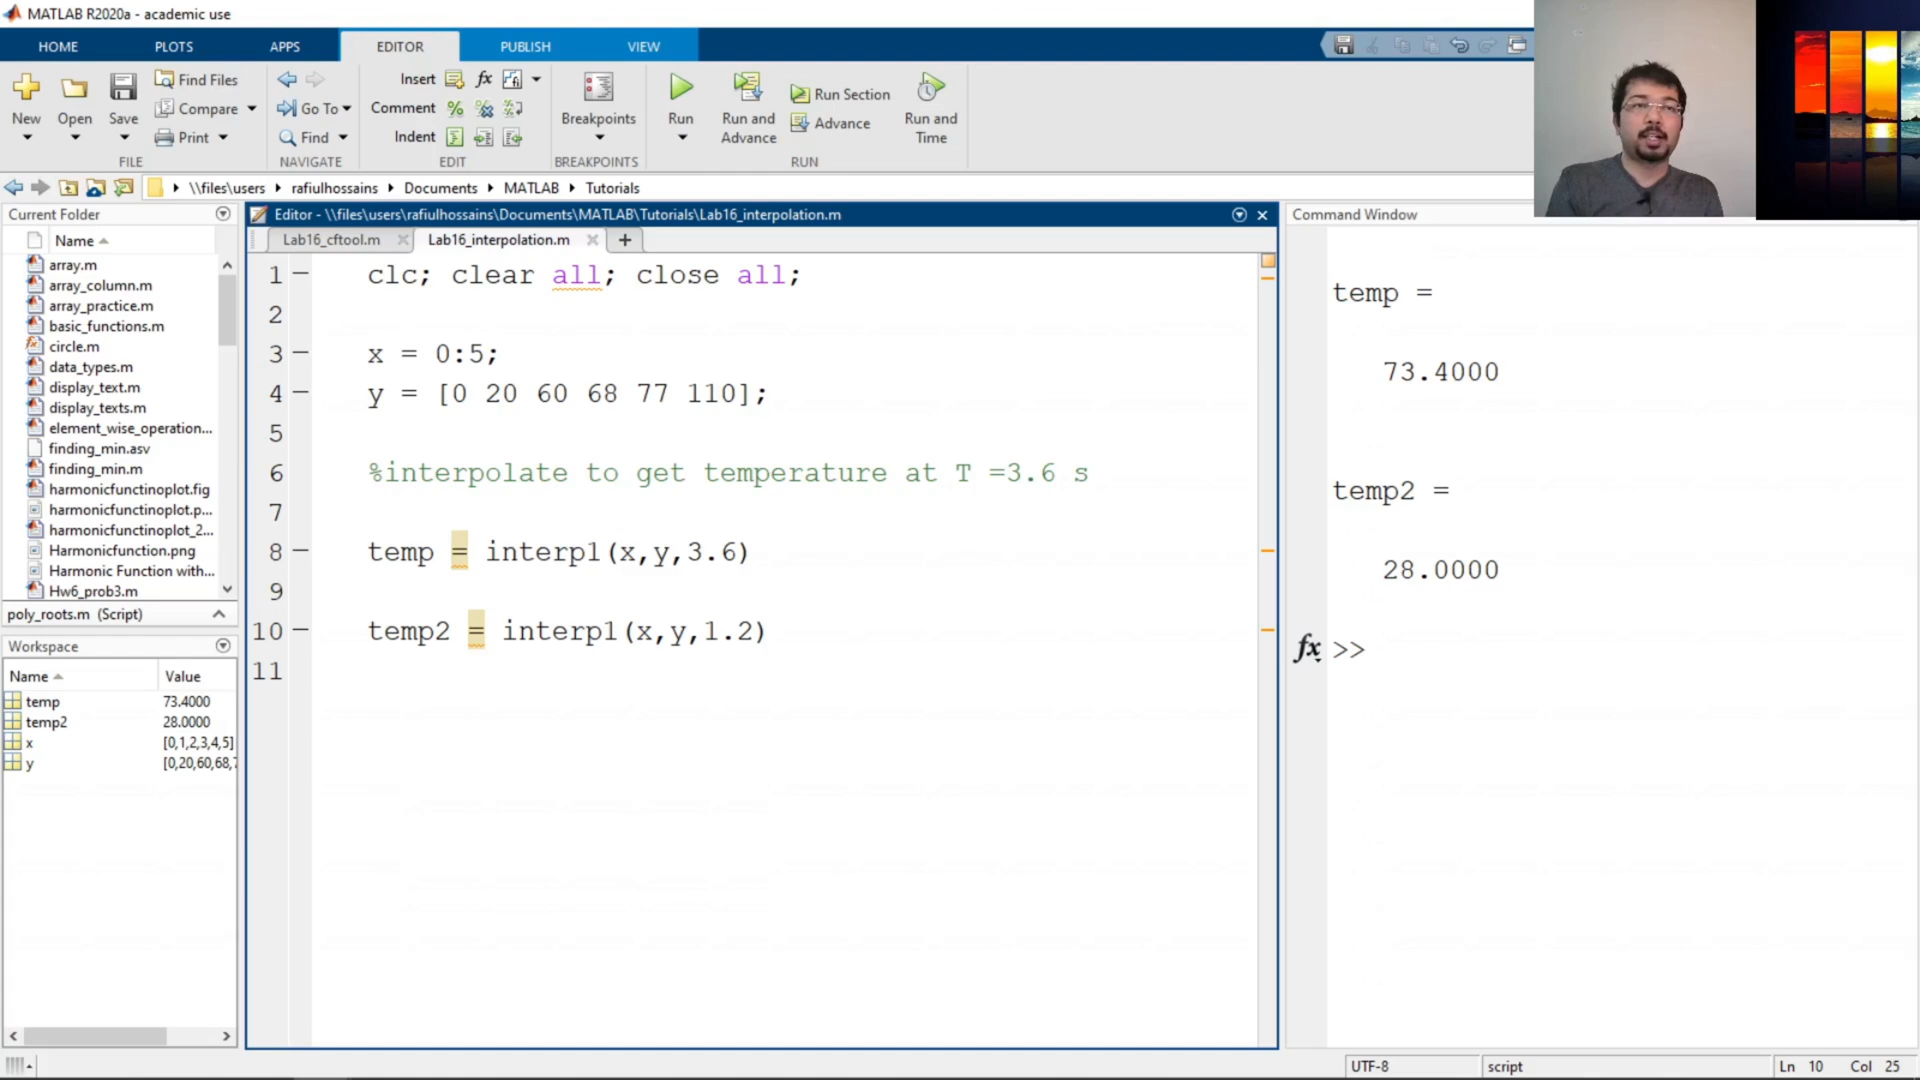 MATLAB R2020a - academic use
HOME PLOTS APPS EDITOR PUBLISH VIEW
New Open Save Find Files Compare Print Go To Find Insert fx Comment Indent Breakpoints Run Run and Advance Run Section Advance Run and Time
FILE NAVIGATE EDIT BREAKPOINTS RUN
\\files\users rafiulhossains Documents MATLAB Tutorials
Current Folder
Name
array.m
array_column.m
array_practice.m
basic_functions.m
circle.m
data_types.m
display_text.m
display_texts.m
element_wise_operation...
finding_min.asv
finding_min.m
harmonicfunctinoplot.fig
harmonicfunctinoplot.p...
harmonicfunctinoplot_2...
Harmonicfunction.png
Harmonic Function with...
Hw6_prob3.m
poly_roots.m (Script)
Workspace
Name Value
temp 73.4000
temp2 28.0000
x [0,1,2,3,4,5]
y [0,20,60,68,7
Editor - \\files\users\rafiulhossains\Documents\MATLAB\Tutorials\Lab16_interpolation.m
Lab16_cftool.m Lab16_interpolation.m
1 clc; clear all; close all;
2
3 x = 0:5;
4 y = [0 20 60 68 77 110];
5
6 %interpolate to get temperature at T =3.6 s
7
8 temp = interp1(x,y,3.6)
9
10 temp2 = interp1(x,y,1.2)
11
Command Window
temp =
73.4000
temp2 =
28.0000
fx >>
UTF-8 script Ln 10 Col 25